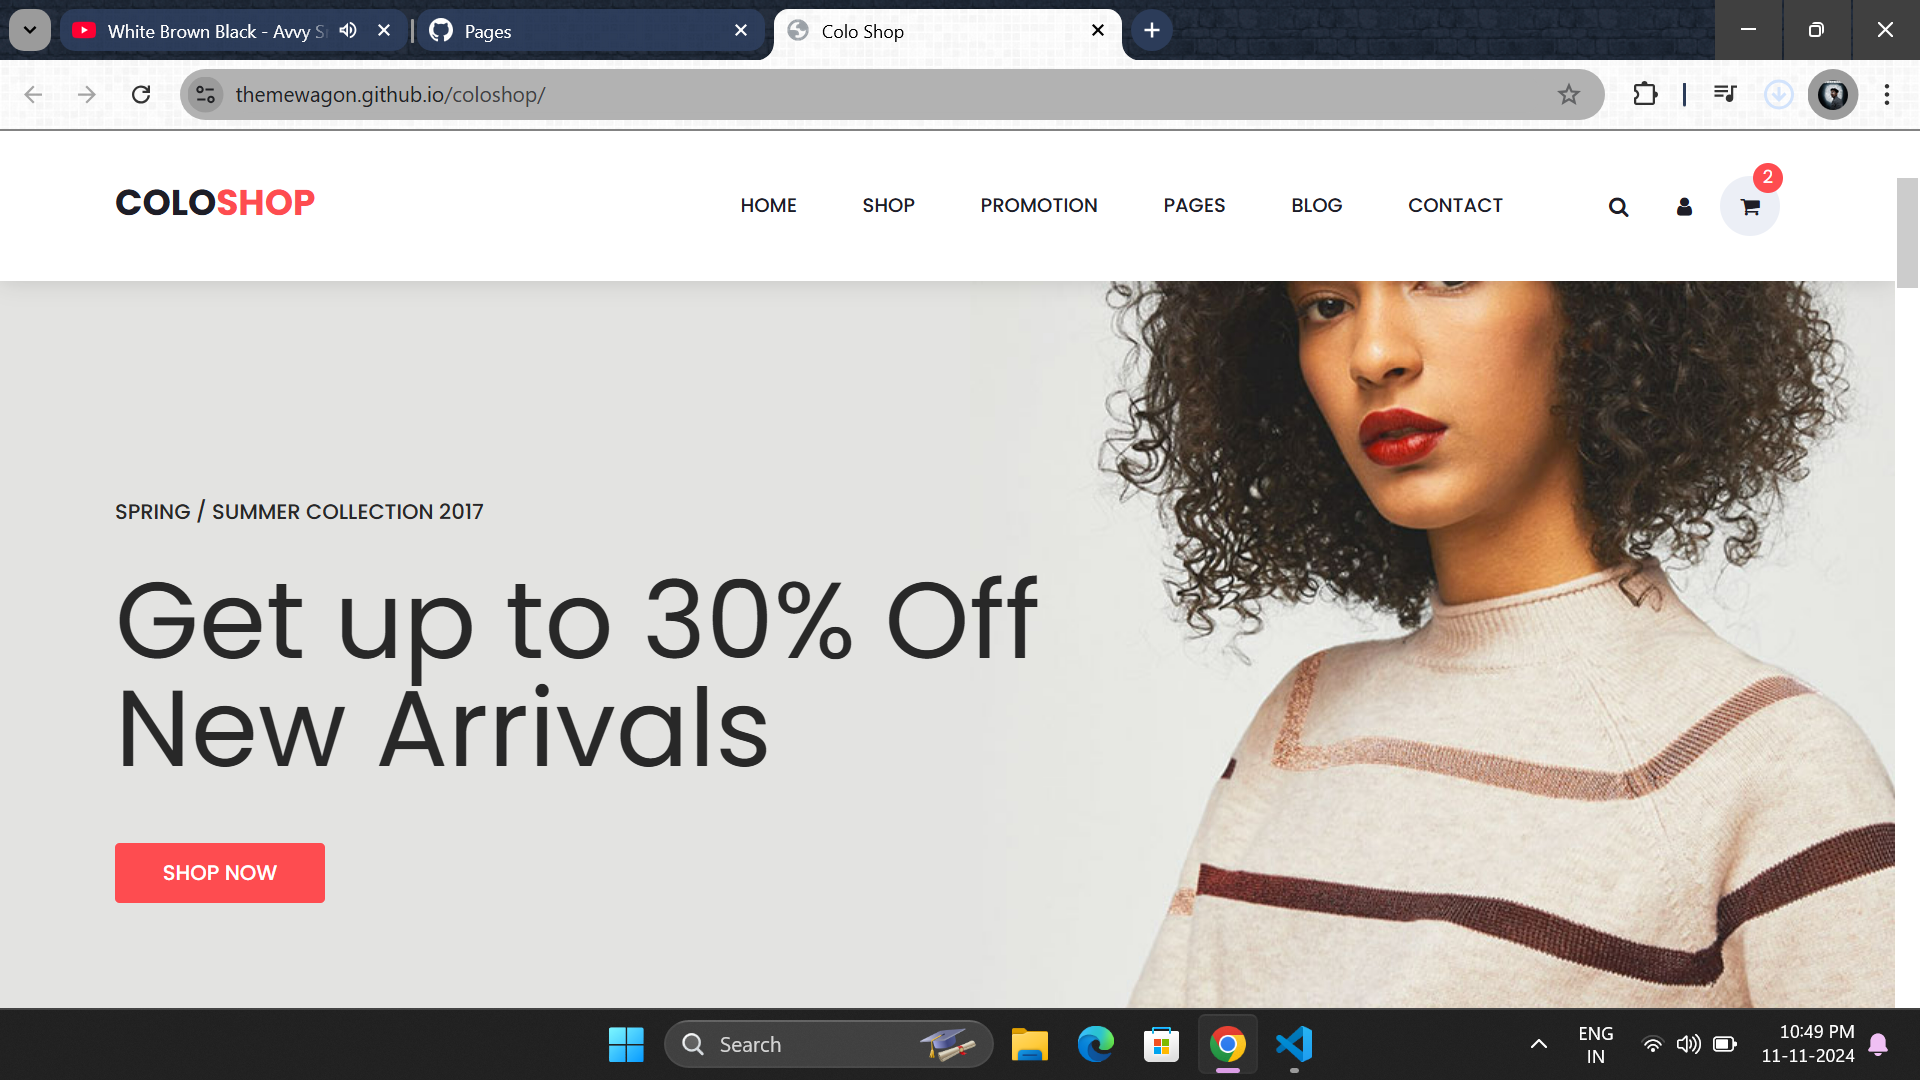 White Brown Black - Avvy S
Pages
Colo Shop
themewagon.github.io/coloshop/
COLOSHOP
HOME
SHOP
PROMOTION
PAGES
BLOG
CONTACT
2
SPRING / SUMMER COLLECTION 2017
Get up to 30% Off
New Arrivals
SHOP NOW
Search
ENG
IN
10:49 PM
11-11-2024